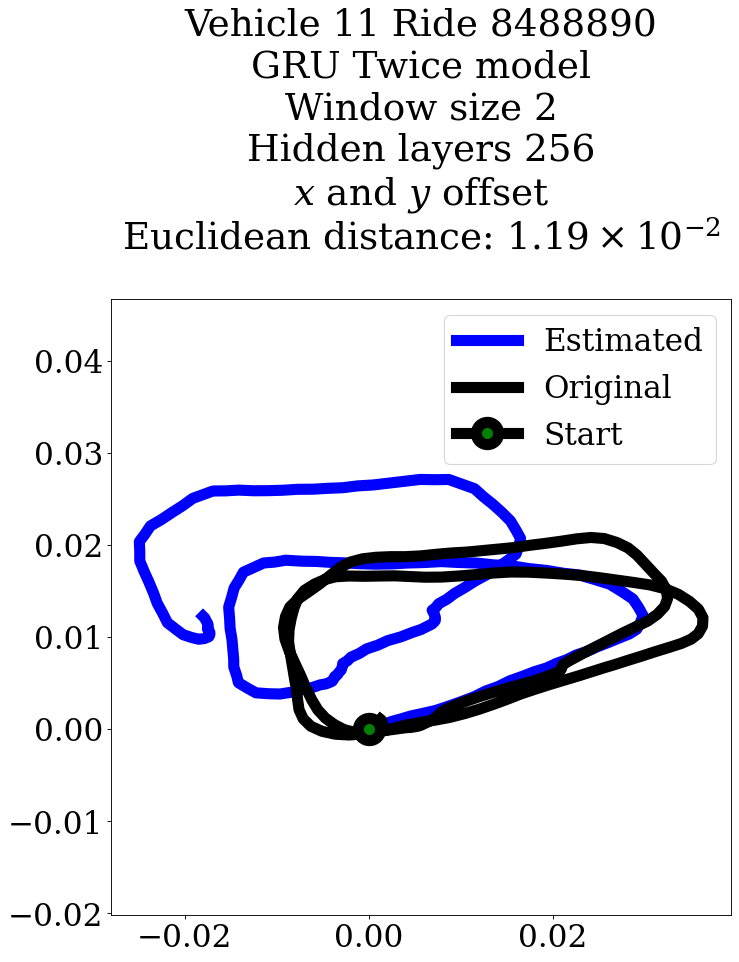 Vehicle 11 Ride 8488890
GRU Twice model
Window size 2
Hidden layers 256
x and y offset
Euclidean distance: 1.19 × 10⁻²
Estimated
Original
Start
0.04
0.03
0.02
0.01
0.00
−0.01
−0.02
−0.02 0.00 0.02